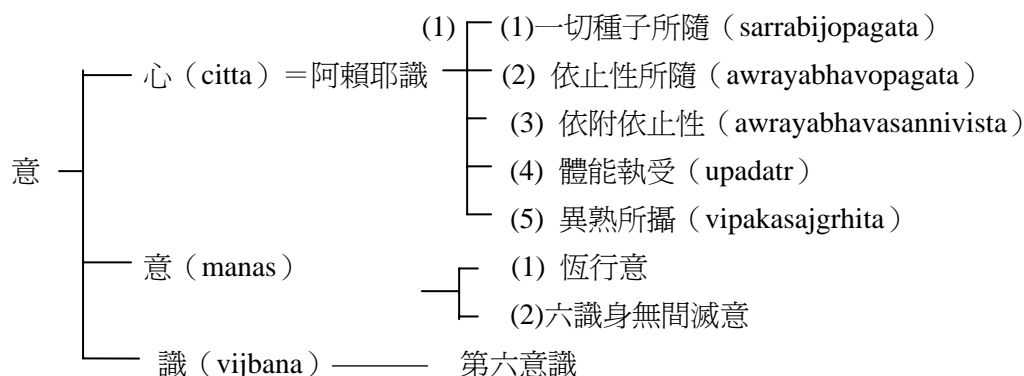 (1) (1)一切種子所隨（sarrabijopagata）
心（citta）＝阿賴耶識 (2) 依止性所隨（awrayabhavopagata）
(3) 依附依止性（awrayabhavasannivista）
意 (4) 體能執受（upadatr）
(5) 異熟所攝（vipakasajgrhita）
意（manas） (1) 恆行意
(2)六識身無間滅意
識（vijbana）——— 第六意識